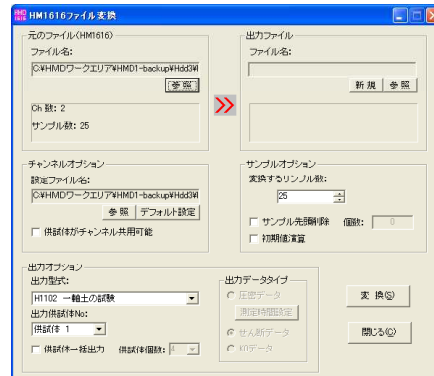 HM1616ファイル変換
元のファイル(HM1616)
ファイル名:
C:¥HMDワークエリア¥HMD1-backup¥Hdd3¥
参 照
Ch 数: 2
サンプル数: 25
出力ファイル
ファイル名:
新 規 参 照
チャンネルオプション
設定ファイル名:
C:¥HMDワークエリア¥HMD1-backup¥Hdd3¥
参 照 デフォルト設定
供試体がチャンネル共用可能
サンプルオプション
変換するサンプル数:
25
サンプル先頭削除 個数: 0
初期値演算
出力オプション
出力型式:
H1102 一軸土の試験
出力供試体No:
供試体 1
供試体一括出力 供試体個数: 4
出力データタイプ
圧密データ
測定時間設定
せん断データ
K0データ
変 換(S)
閉じる(C)